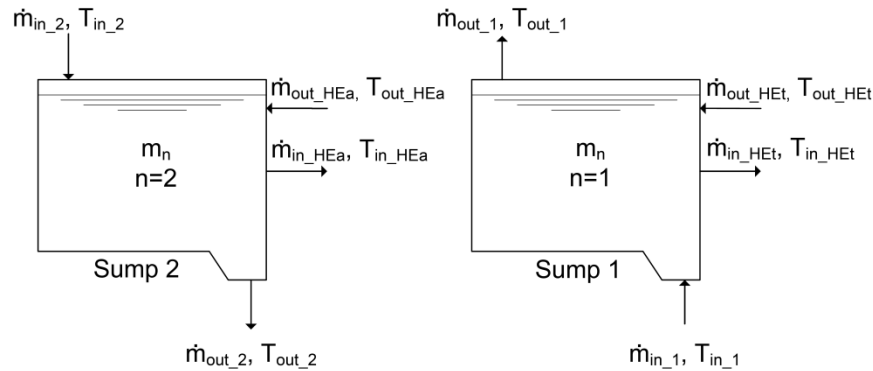 ṁin_2, Tin_2
ṁout_HEa, Tout_HEa
ṁin_HEa, Tin_HEa
mn
n=2
Sump 2
ṁout_2, Tout_2
ṁout_1, Tout_1
ṁout_HEt, Tout_HEt
ṁin_HEt, Tin_HEt
mn
n=1
Sump 1
ṁin_1, Tin_1